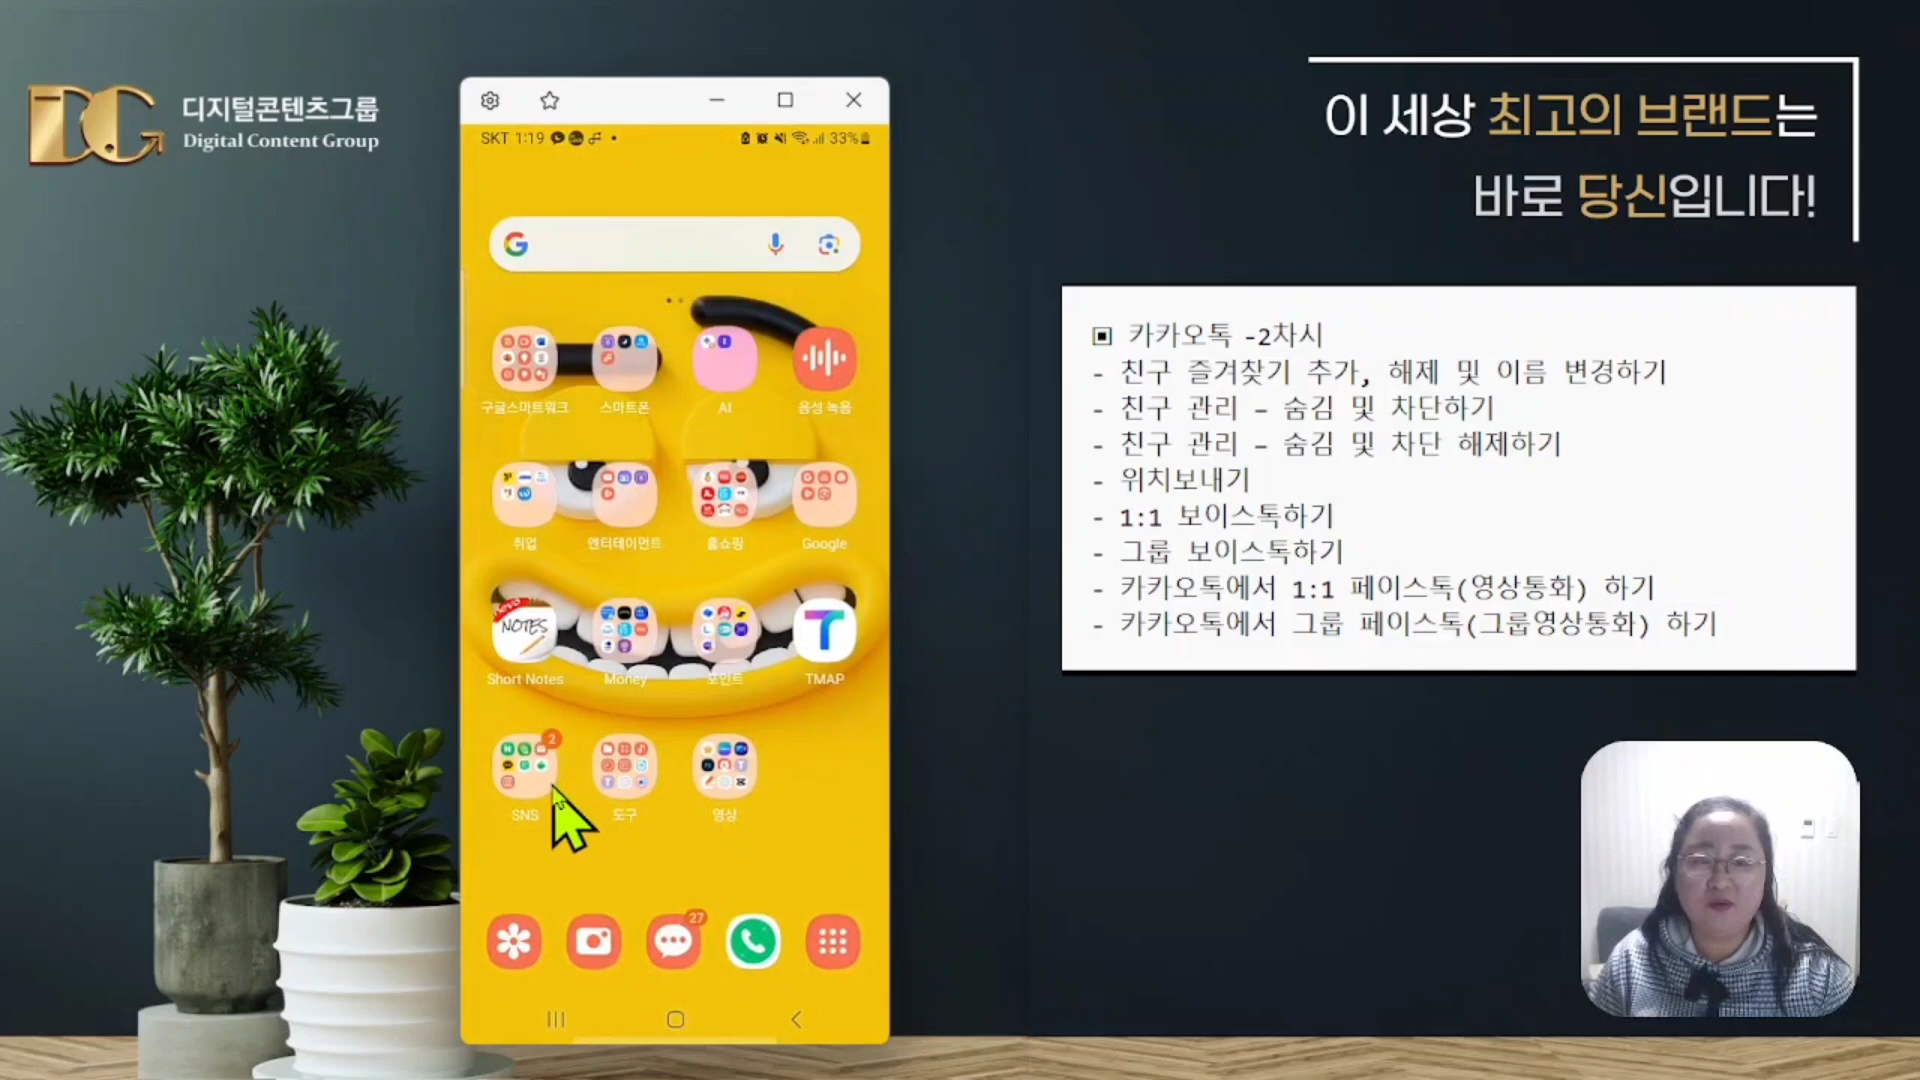 디지털콘텐츠그룹
Digital Content Group
이 세상 최고의 브랜드는
바로 당신입니다!
SKT 1:19
33%
구글스마트워크
스마트폰
AI
음성 녹음
취업
엔터테이먼트
홈쇼핑
Google
NOTES
Short Notes
Money
포인트
TMAP
2
SNS
도구
영상
27
▣ 카카오톡 -2차시
- 친구 즐겨찾기 추가, 해제 및 이름 변경하기
- 친구 관리 – 숨김 및 차단하기
- 친구 관리 – 숨김 및 차단 해제하기
- 위치보내기
- 1:1 보이스톡하기
- 그룹 보이스톡하기
- 카카오톡에서 1:1 페이스톡(영상통화) 하기
- 카카오톡에서 그룹 페이스톡(그룹영상통화) 하기